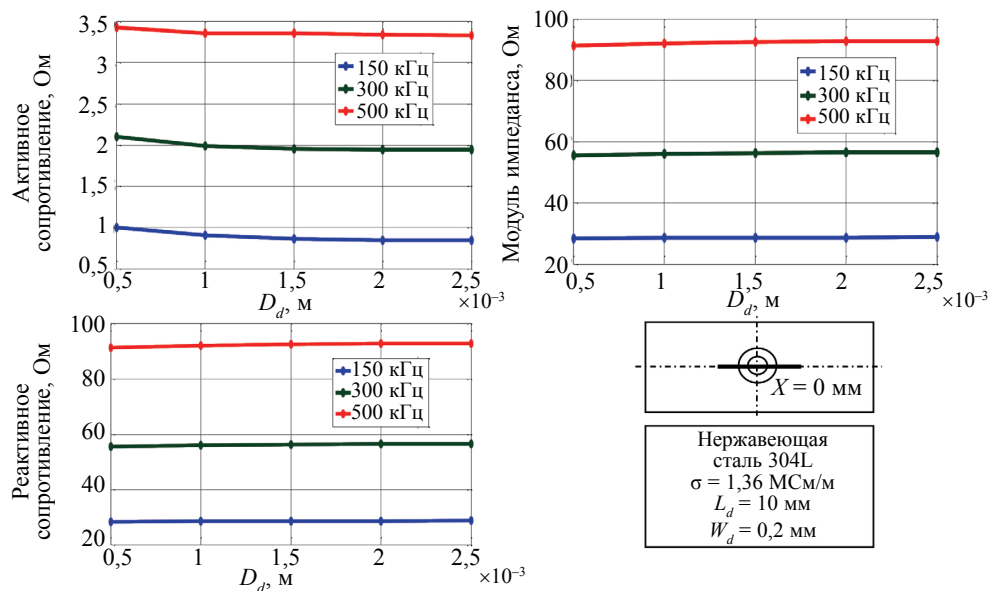 Активное
сопротивление, Ом
3,5
3
2,5
2
1,5
1
0,5
150 кГц
300 кГц
500 кГц
0,5 1 1,5 2 2,5
D_d, м
×10⁻³
Модуль импеданса, Ом
100
80
60
40
20
150 кГц
300 кГц
500 кГц
0,5 1 1,5 2 2,5
D_d, м
×10⁻³
Реактивное
сопротивление, Ом
100
80
60
40
20
150 кГц
300 кГц
500 кГц
0,5 1 1,5 2 2,5
D_d, м
×10⁻³
X = 0 мм
Нержавеющая
сталь 304L
σ = 1,36 МСм/м
L_d = 10 мм
W_d = 0,2 мм